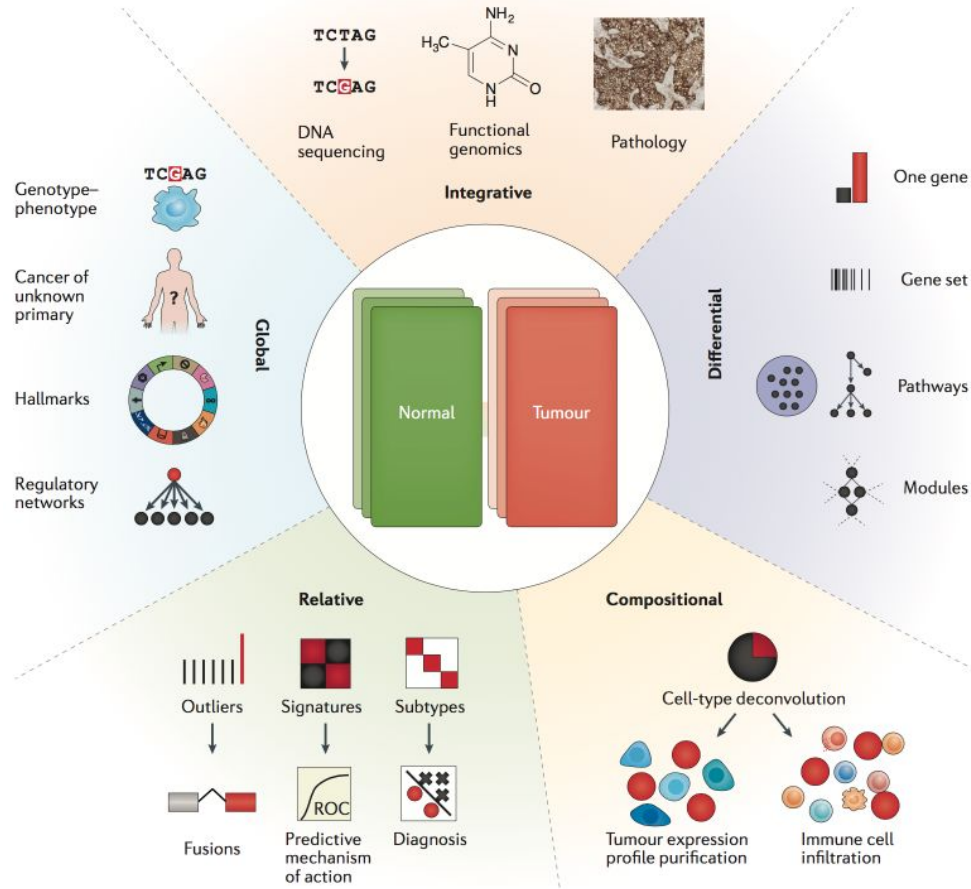 TCTAG
TCGAG
DNA
sequencing
NH₂
H₃C
N
N
H
O
Functional
genomics
Pathology
Integrative
TCGAG
Genotype–
phenotype
Cancer of
unknown
primary
?
Hallmarks
Regulatory
networks
Global
Normal
Tumour
Differential
One gene
Gene set
Pathways
Modules
Relative
Outliers
Signatures
Subtypes
Fusions
ROC
Predictive
mechanism
of action
Diagnosis
Compositional
Cell-type deconvolution
Tumour expression
profile purification
Immune cell
infiltration